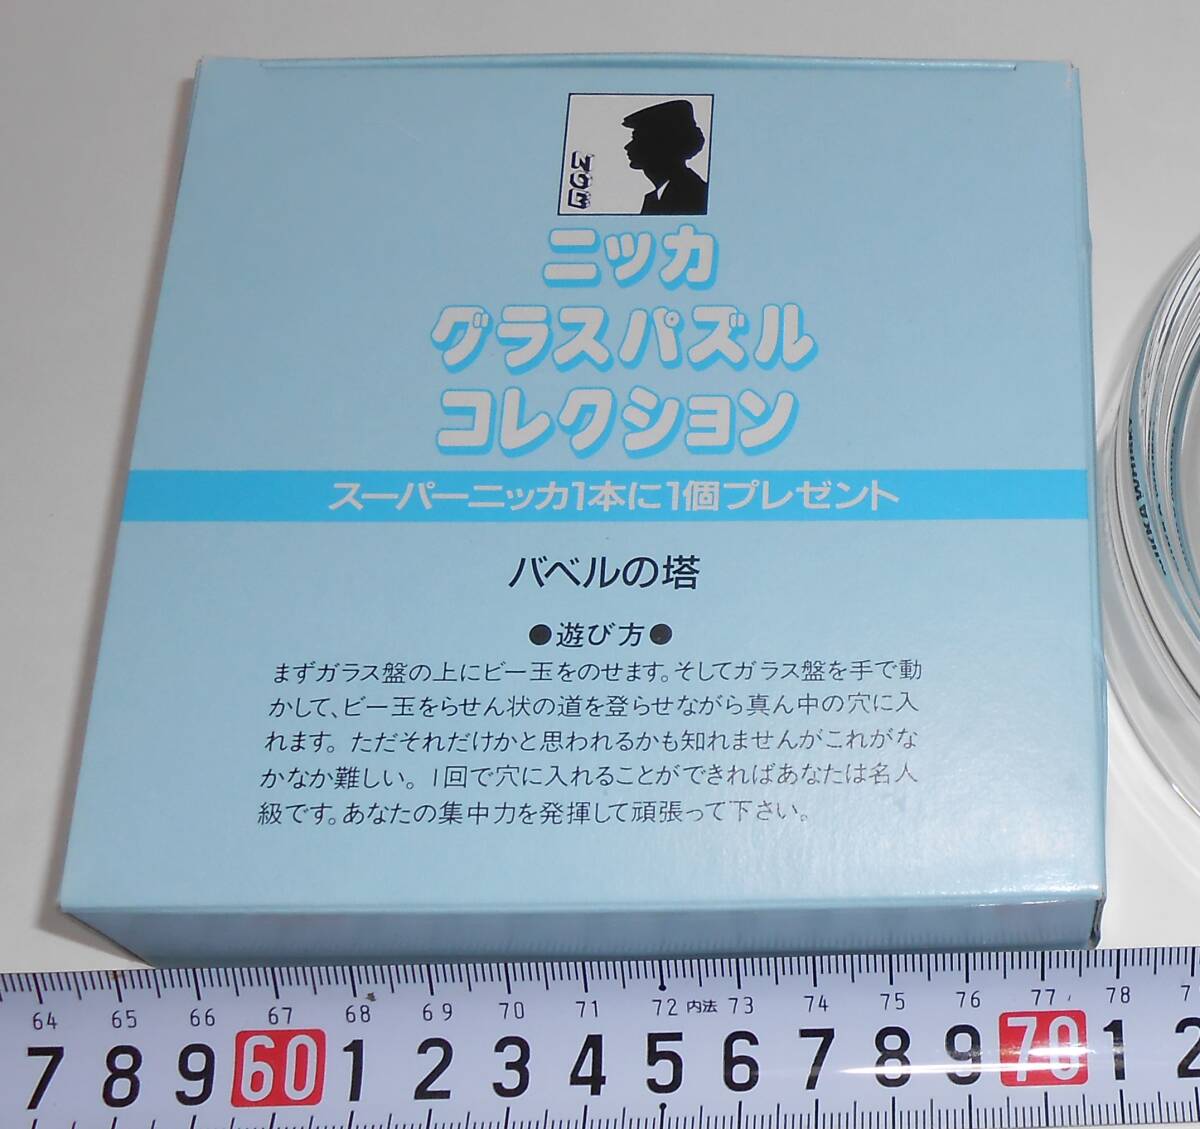 ニッカ
グラスパズル
コレクション
スーパーニッカ1本に1個プレゼント
バベルの塔
●遊び方●
まずガラス盤の上にビー玉をのせます。そしてガラス盤を手で動
かして、ビー玉をらせん状の道を登らせながら真ん中の穴に入
れます。ただそれだけかと思われるかも知れませんがこれがな
かなか難しい。1回で穴に入れることができればあなたは名人
級です。あなたの集中力を発揮して頑張って下さい。
NIKKA WHISKY
64 65 66 67 68 69 70 71 72 内法 73 74 75 76 77 78
7 8 9 60 1 2 3 4 5 6 7 8 9 70 1 2